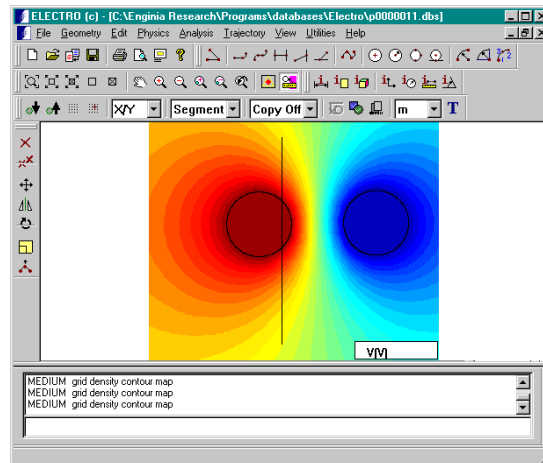 ELECTRO (c) - [C:\Enginia Research\Programs\databases\Electro\p0000011.dbs]
File Geometry Edit Physics Analysis Trajectory View Utilities Help
X/Y Segment Copy Off m T
V(V)
MEDIUM grid density contour map
MEDIUM grid density contour map
MEDIUM grid density contour map